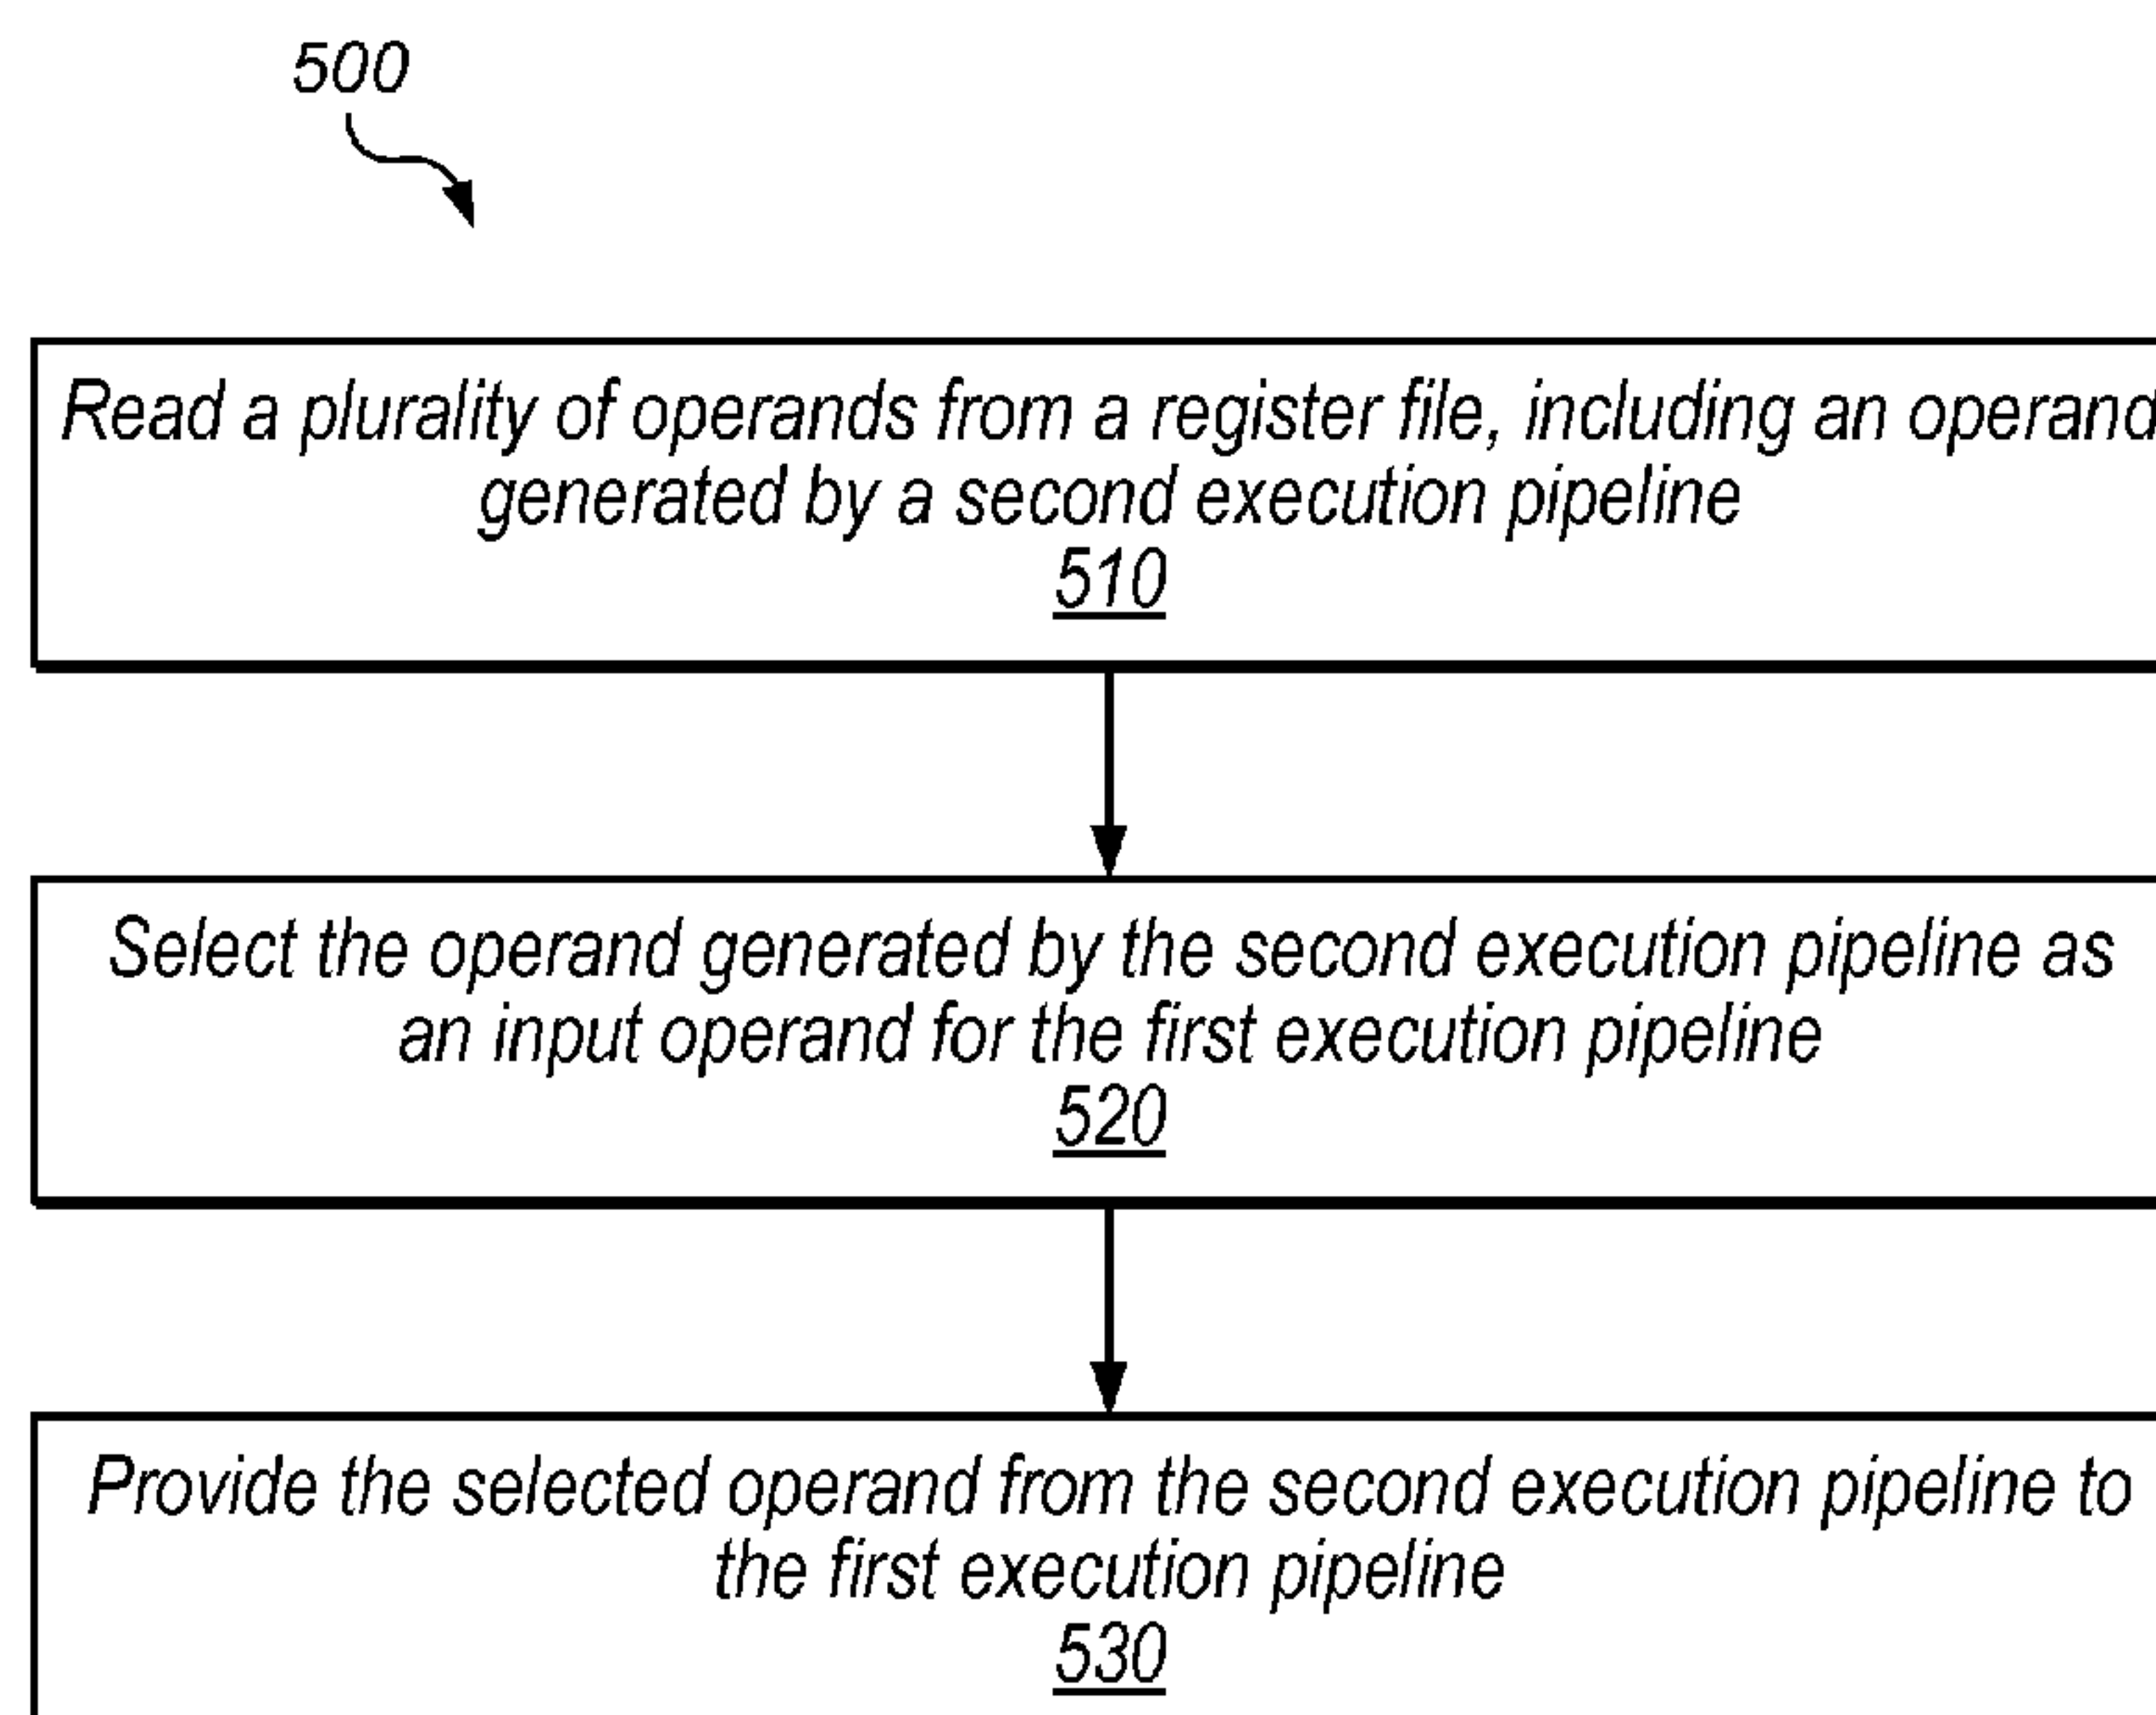 500
Read a plurality of operands from a register file, including an operand
generated by a second execution pipeline
510
Select the operand generated by the second execution pipeline as
an input operand for the first execution pipeline
520
Provide the selected operand from the second execution pipeline to
the first execution pipeline
530